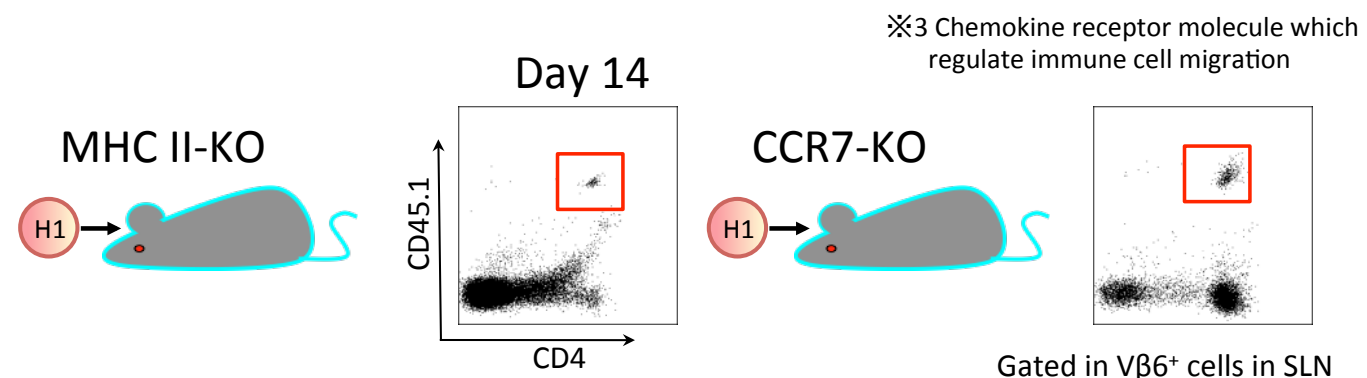 ※3 Chemokine receptor molecule which
regulate immune cell migration
Day 14
MHC II-KO
CCR7-KO
H1
H1
CD45.1
CD4
Gated in Vβ6⁺ cells in SLN